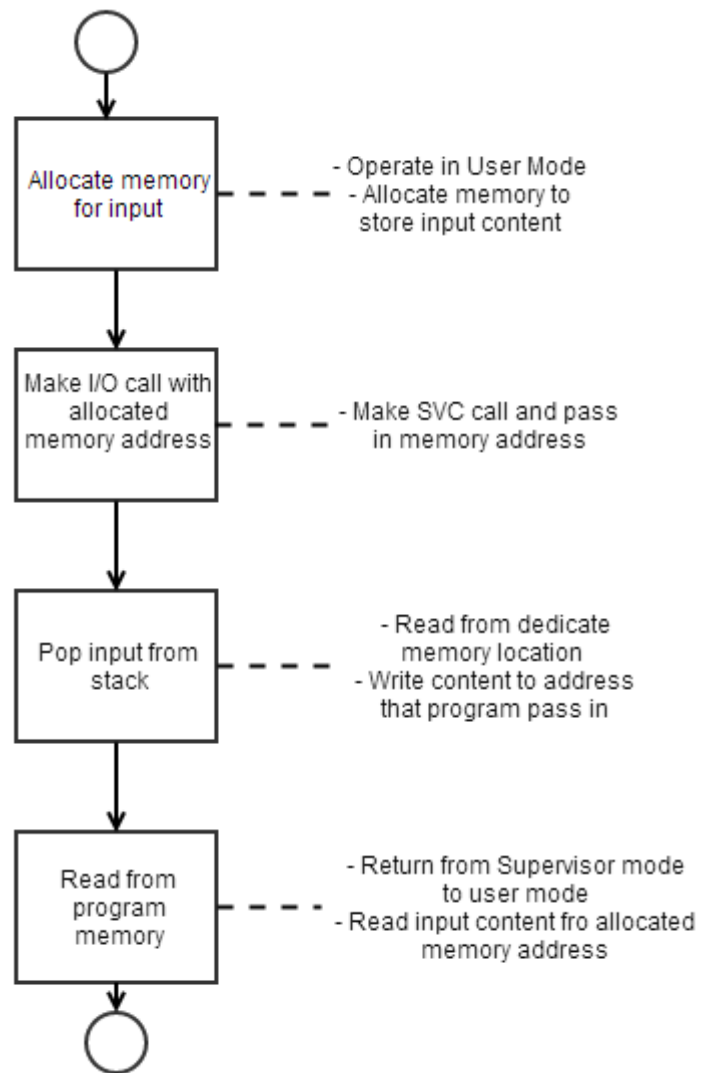 Allocate memory
for input
- Operate in User Mode
- Allocate memory to
store input content
Make I/O call with
allocated
memory address
- Make SVC call and pass
in memory address
Pop input from
stack
- Read from dedicate
memory location
- Write content to address
that program pass in
Read from
program
memory
- Return from Supervisor mode
to user mode
- Read input content fro allocated
memory address